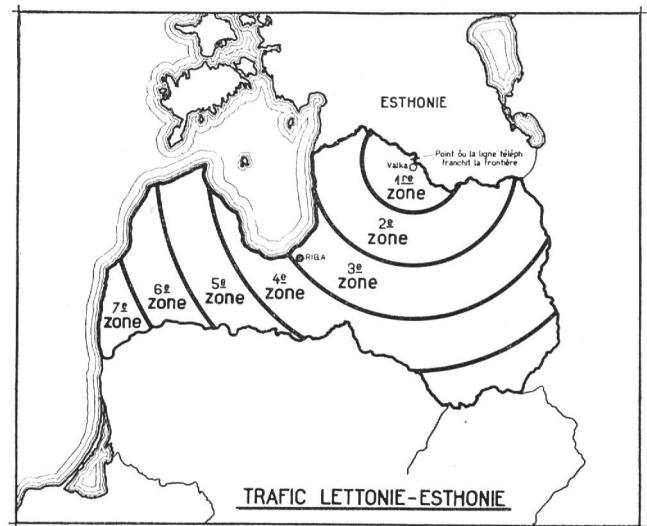 ESTHONIE
Point où la ligne téléph
franchit la frontière
Valka
1re
zone
2e
zone
RIGA
3e
zone
4e
zone
5e
zone
6e
zone
7e
zone
TRAFIC LETTONIE-ESTHONIE